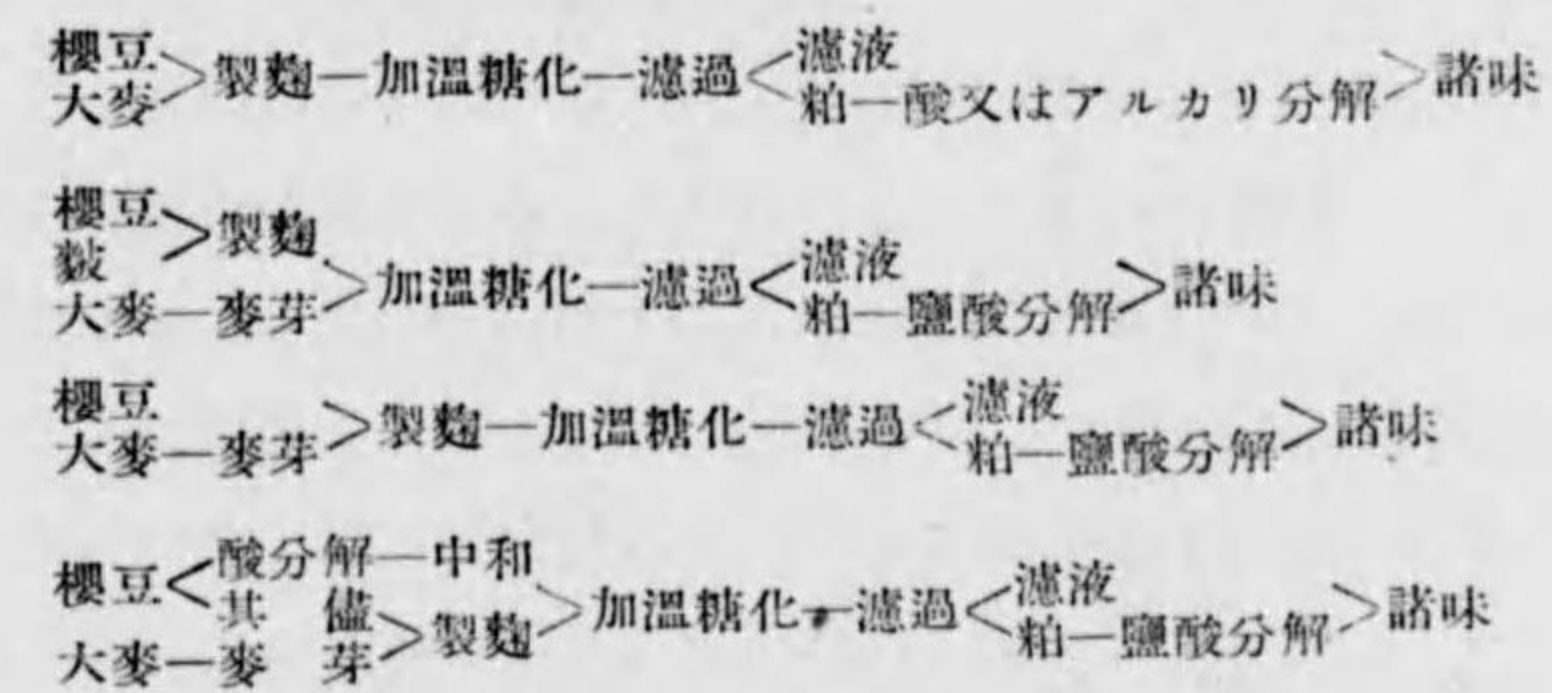 櫻豆
大麥>製麴—加溫糖化—濾過<濾液
粕—酸又はアルカリ分解>諸味
櫻豆
麬>製麴
大麥—麥芽>加溫糖化—濾過<濾液
粕—鹽酸分解>諸味
櫻豆
大麥—麥芽>製麴—加溫糖化—濾過<濾液
粕—鹽酸分解>諸味
櫻豆<酸分解—中和
其儘
大麥—麥芽>製麴>加溫糖化—濾過<濾液
粕—鹽酸分解>諸味